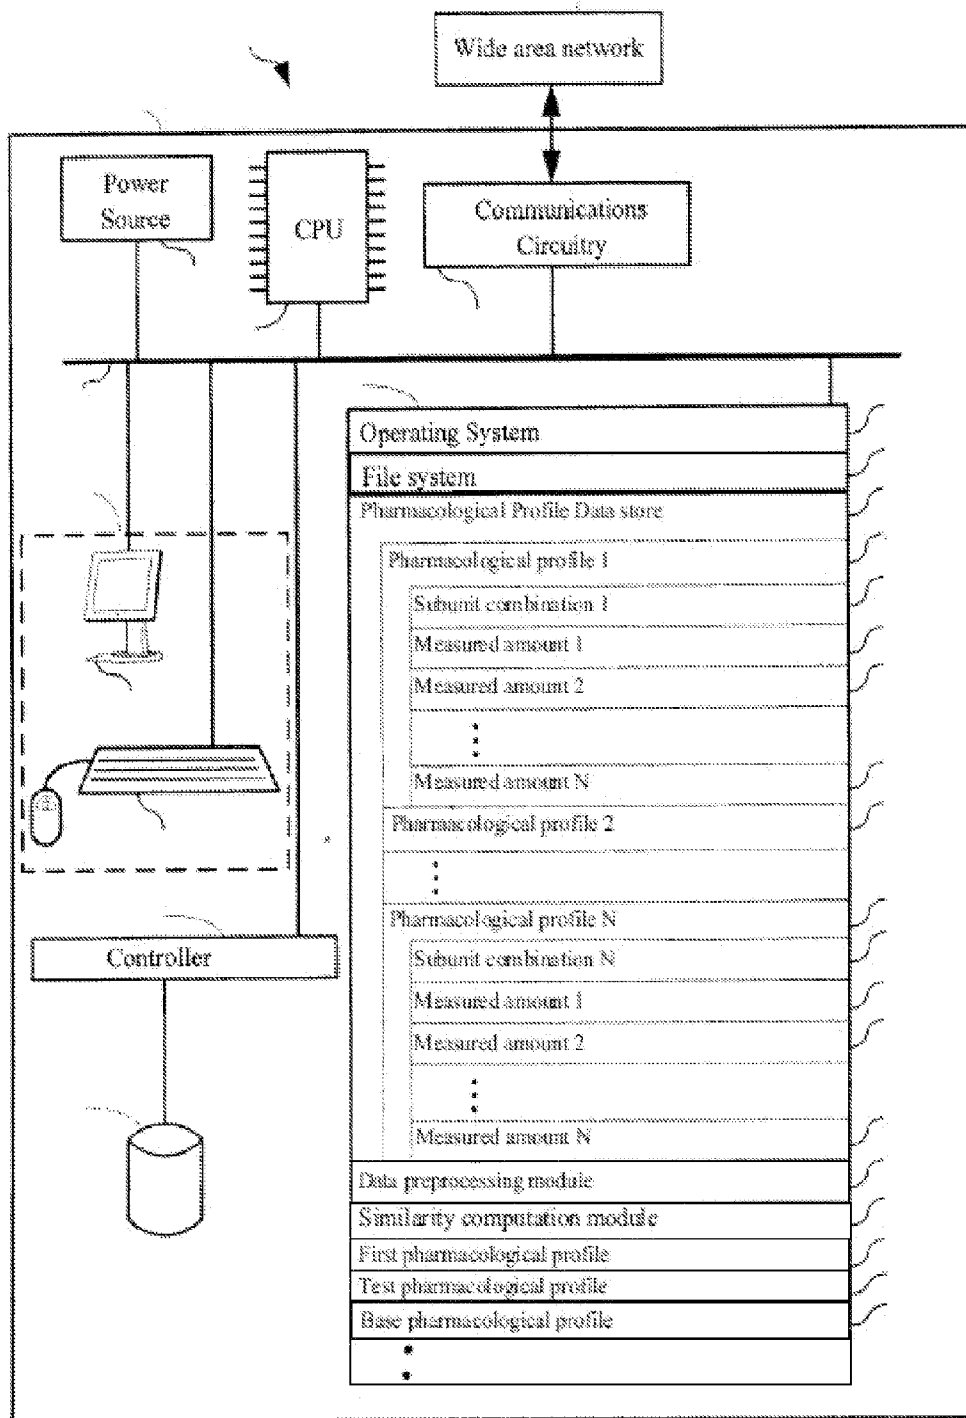 Wide area network
Power
Source
CPU
Communications
Circuitry
Operating System
File system
Pharmacological Profile Data store
Pharmacological profile 1
Subunit combination 1
Measured amount 1
Measured amount 2
Measured amount N
Pharmacological profile 2
Pharmacological profile N
Subunit combination N
Measured amount 1
Measured amount 2
Measured amount N
Controller
Data preprocessing module
Similarity computation module
First pharmacological profile
Test pharmacological profile
Base pharmacological profile